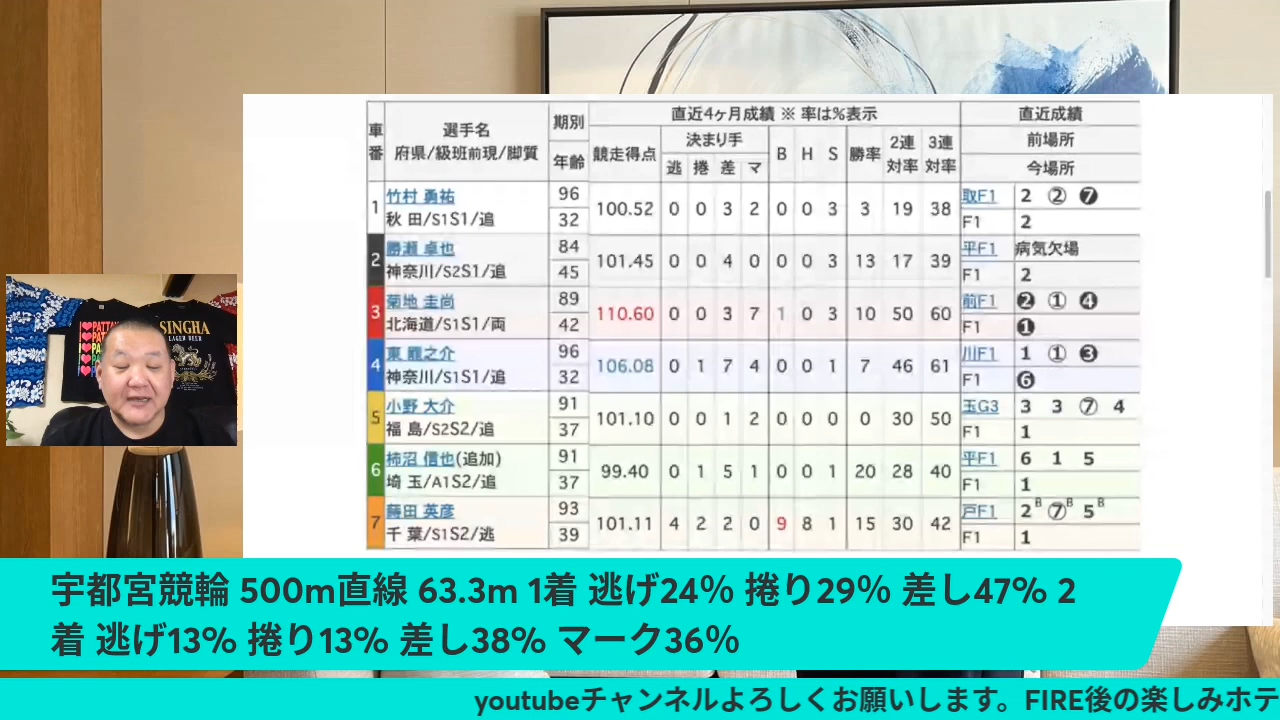 車番 選手名 府県/級班前現/脚質 期別 年齢 競走得点 直近4ヶ月成績 ※ 率は%表示 直近成績
決まり手 B H S 勝率 2連対率 3連対率 前場所
逃 捲 差 マ 今場所
1 竹村 勇祐 96 100.52 0 0 3 2 0 0 3 3 19 38 取F1 2 ② ❼
秋 田/S1S1/追 32 F1 2
2 勝瀬 卓也 84 101.45 0 0 4 0 0 0 3 13 17 39 平F1 病気欠場
神奈川/S2S1/追 45 F1 2
3 菊地 圭尚 89 110.60 0 0 3 7 1 0 3 10 50 60 前F1 ❷ ① ❹
北海道/S1S1/両 42 F1 ❶
4 東 龍之介 96 106.08 0 1 7 4 0 0 1 7 46 61 川F1 1 ① ❸
神奈川/S1S1/追 32 F1 ❻
5 小野 大介 91 101.10 0 0 1 2 0 0 0 0 30 50 玉G3 3 3 ⑦ 4
福 島/S2S2/追 37 F1 1
6 柿沼 信也(追加) 91 99.40 0 1 5 1 0 0 1 20 28 40 平F1 6 1 5
埼 玉/A1S2/追 37 F1 1
7 蕗田 英彦 93 101.11 4 2 2 0 9 8 1 15 30 42 戸F1 2B ⑦B 5B
千 葉/S1S2/逃 39 F1 1
PATTAYA
SINGHA
LAGER BEER
宇都宮競輪 500m直線 63.3m 1着 逃げ24% 捲り29% 差し47% 2
着 逃げ13% 捲り13% 差し38% マーク36%
youtubeチャンネルよろしくお願いします。FIRE後の楽しみホテ